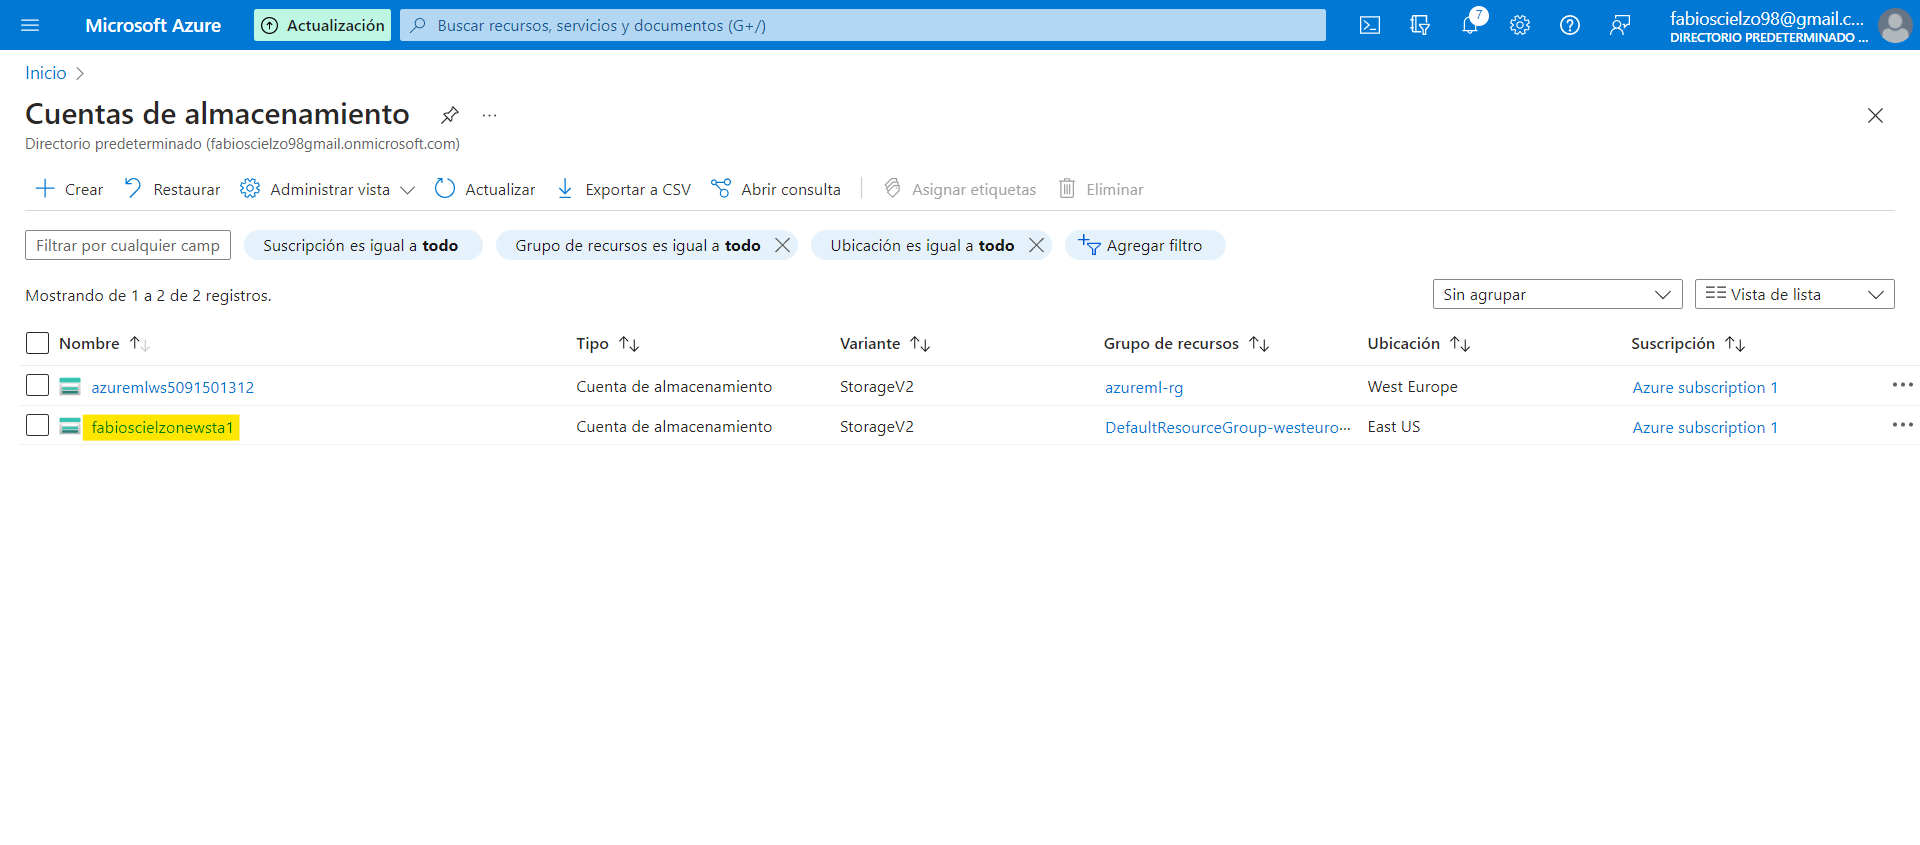 Microsoft Azure
Actualización
Buscar recursos, servicios y documentos (G+/)
7
fabioscielzo98@gmail.c...
DIRECTORIO PREDETERMINADO ...
Inicio
Cuentas de almacenamiento
Directorio predeterminado (fabioscielzo98gmail.onmicrosoft.com)
Crear Restaurar Administrar vista Actualizar Exportar a CSV Abrir consulta Asignar etiquetas Eliminar
Filtrar por cualquier camp Suscripción es igual a todo Grupo de recursos es igual a todo Ubicación es igual a todo Agregar filtro
Mostrando de 1 a 2 de 2 registros. Sin agrupar Vista de lista
Nombre Tipo Variante Grupo de recursos Ubicación Suscripción
azuremlws5091501312 Cuenta de almacenamiento StorageV2 azureml-rg West Europe Azure subscription 1
fabioscielzonewsta1 Cuenta de almacenamiento StorageV2 DefaultResourceGroup-westeuro... East US Azure subscription 1